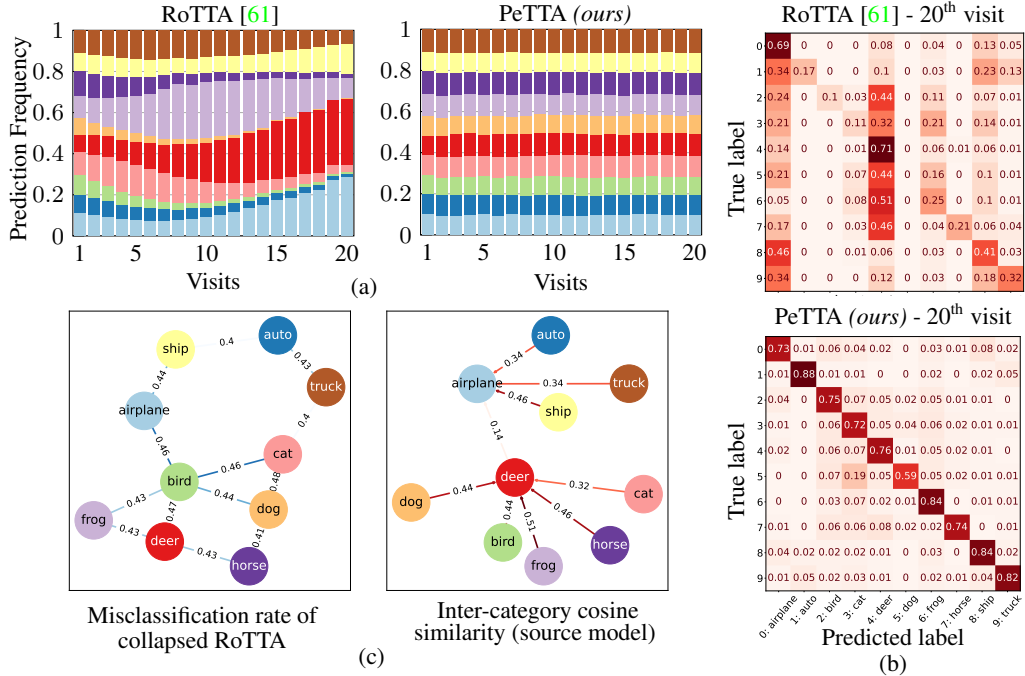 RoTTA [61]
PeTTA (ours)
RoTTA [61] - 20th visit
Prediction Frequency
1
0.8
0.6
0.4
0.2
0
1 5 10 15 20
Visits
1
0.8
0.6
0.4
0.2
0
1 5 10 15 20
Visits
(a)
True label
0 0.69 0 0 0 0.08 0 0.04 0 0.13 0.05
1 0.34 0.17 0 0 0.1 0 0.03 0 0.23 0.13
2 0.24 0 0.1 0.03 0.44 0 0.11 0 0.07 0.01
3 0.21 0 0 0.11 0.32 0 0.21 0 0.14 0.01
4 0.14 0 0 0.01 0.71 0 0.06 0.01 0.06 0.01
5 0.21 0 0 0.07 0.44 0 0.16 0 0.1 0.01
6 0.05 0 0 0.08 0.51 0 0.25 0 0.1 0.01
7 0.17 0 0 0.03 0.46 0 0.04 0.21 0.06 0.04
8 0.46 0 0 0.01 0.06 0 0.03 0 0.41 0.03
9 0.34 0 0 0 0.12 0 0.03 0 0.18 0.32
PeTTA (ours) - 20th visit
True label
0 0.73 0.01 0.06 0.04 0.02 0 0.03 0.01 0.08 0.02
1 0.01 0.88 0.01 0.01 0 0 0.02 0 0.02 0.05
2 0.02 0 0.75 0.05 0.07 0.02 0.06 0.01 0.01 0
3 0.01 0 0.04 0.72 0.06 0.04 0.09 0.02 0.01 0.01
4 0.02 0 0.06 0.07 0.76 0.01 0.05 0.02 0.01 0
5 0.01 0 0.04 0.19 0.05 0.59 0.05 0.02 0.01 0.01
6 0 0 0.03 0.07 0.02 0.01 0.84 0 0.01 0.01
7 0.01 0 0.06 0.06 0.08 0.02 0.02 0.74 0 0.01
8 0.04 0.02 0.02 0.02 0.01 0 0.03 0 0.84 0.02
9 0.01 0.05 0.02 0.03 0.01 0 0.02 0.01 0.04 0.82
0: airplane
1: auto
2: bird
3: cat
4: deer
5: dog
6: frog
7: horse
8: ship
9: truck
Predicted label
(b)
auto
ship
0.4
0.43
truck
0.44
airplane
0.4
cat
0.46
0.46
bird
0.48
0.43
0.44
dog
0.47
frog
0.43
deer
0.41
0.43
horse
Misclassification rate of
collapsed RoTTA
auto
0.34
airplane
0.34
truck
0.46
ship
0.14
deer
0.32
cat
dog
0.44
0.44
0.46
bird
0.51
horse
frog
Inter-category cosine
similarity (source model)
(c)